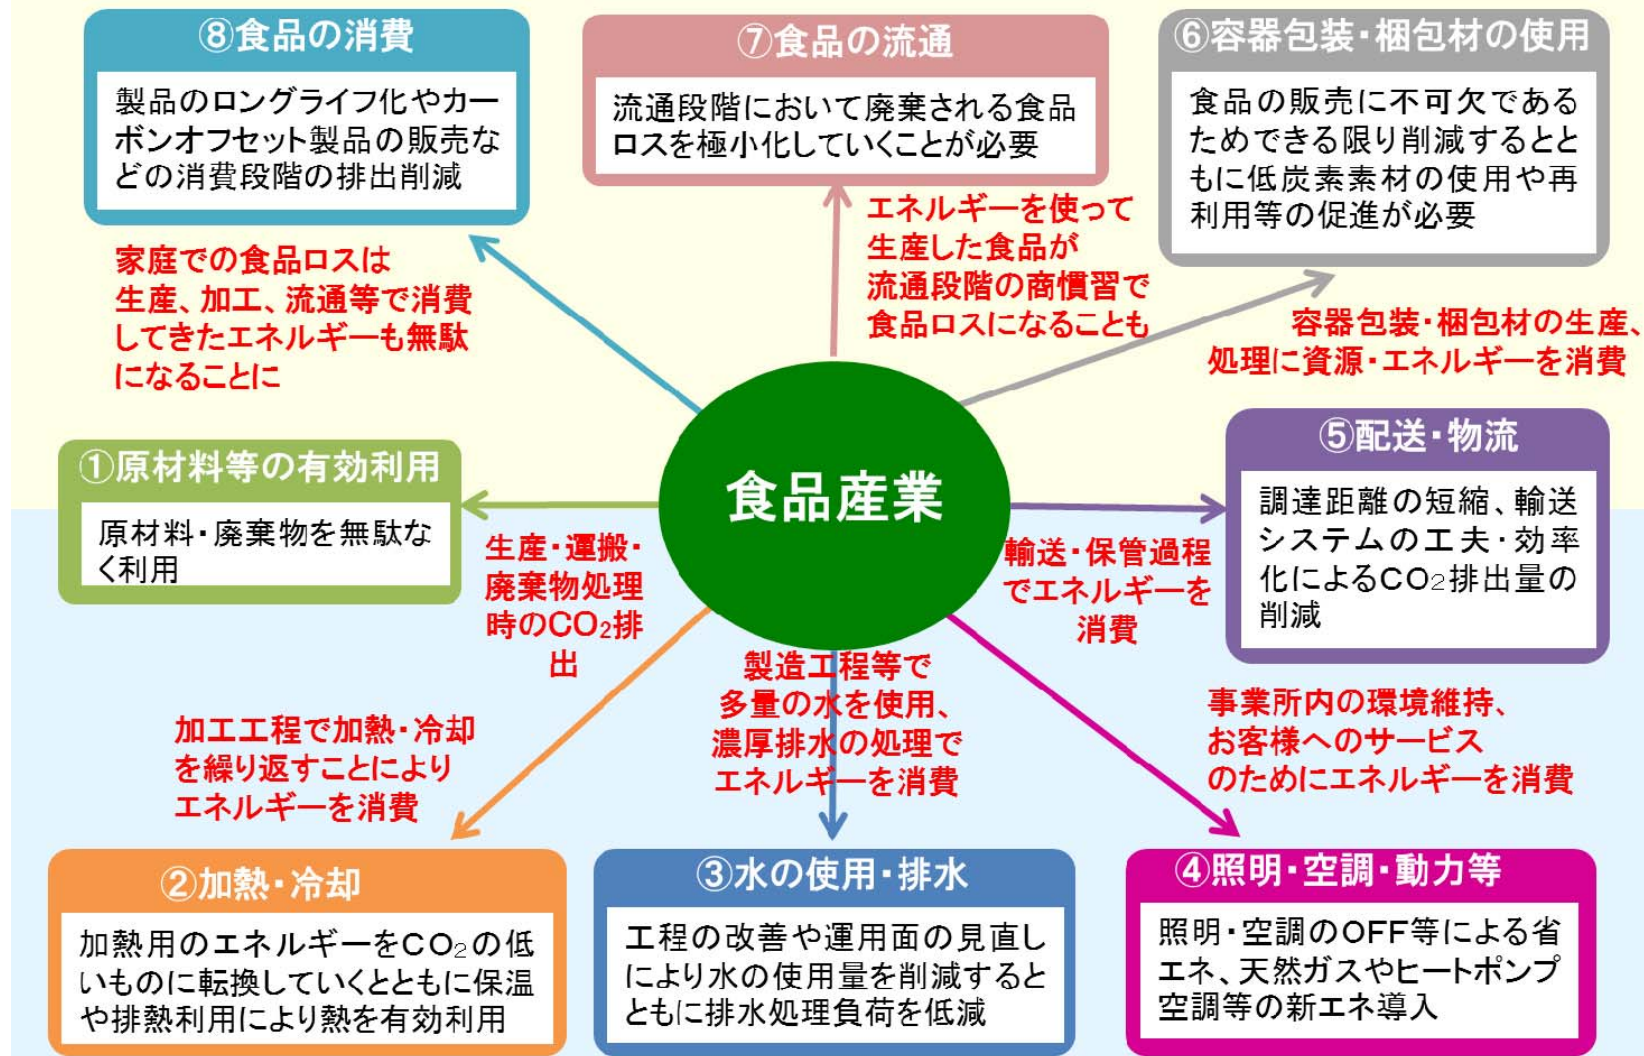 ⑧食品の消費
製品のロングライフ化やカー
ボンオフセット製品の販売な
どの消費段階の排出削減
⑦食品の流通
流通段階において廃棄される食品
ロスを極小化していくことが必要
⑥容器包装・梱包材の使用
食品の販売に不可欠である
ためできる限り削減するとと
もに低炭素素材の使用や再
利用等の促進が必要
家庭での食品ロスは
生産、加工、流通等で消費
してきたエネルギーも無駄
になることに
エネルギーを使って
生産した食品が
流通段階の商慣習で
食品ロスになることも
容器包装・梱包材の生産、
処理に資源・エネルギーを消費
①原材料等の有効利用
原材料・廃棄物を無駄な
く利用
食品産業
⑤配送・物流
調達距離の短縮、輸送
システムの工夫・効率
化によるCO2排出量の
削減
生産・運搬・
廃棄物処理
時のCO2排
出
輸送・保管過程
でエネルギーを
消費
加工工程で加熱・冷却
を繰り返すことにより
エネルギーを消費
製造工程等で
多量の水を使用、
濃厚排水の処理で
エネルギーを消費
事業所内の環境維持、
お客様へのサービス
のためにエネルギーを消費
②加熱・冷却
加熱用のエネルギーをCO2の低
いものに転換していくとともに保温
や排熱利用により熱を有効利用
③水の使用・排水
工程の改善や運用面の見直し
により水の使用量を削減すると
ともに排水処理負荷を低減
④照明・空調・動力等
照明・空調のOFF等による省
エネ、天然ガスやヒートポンプ
空調等の新エネ導入